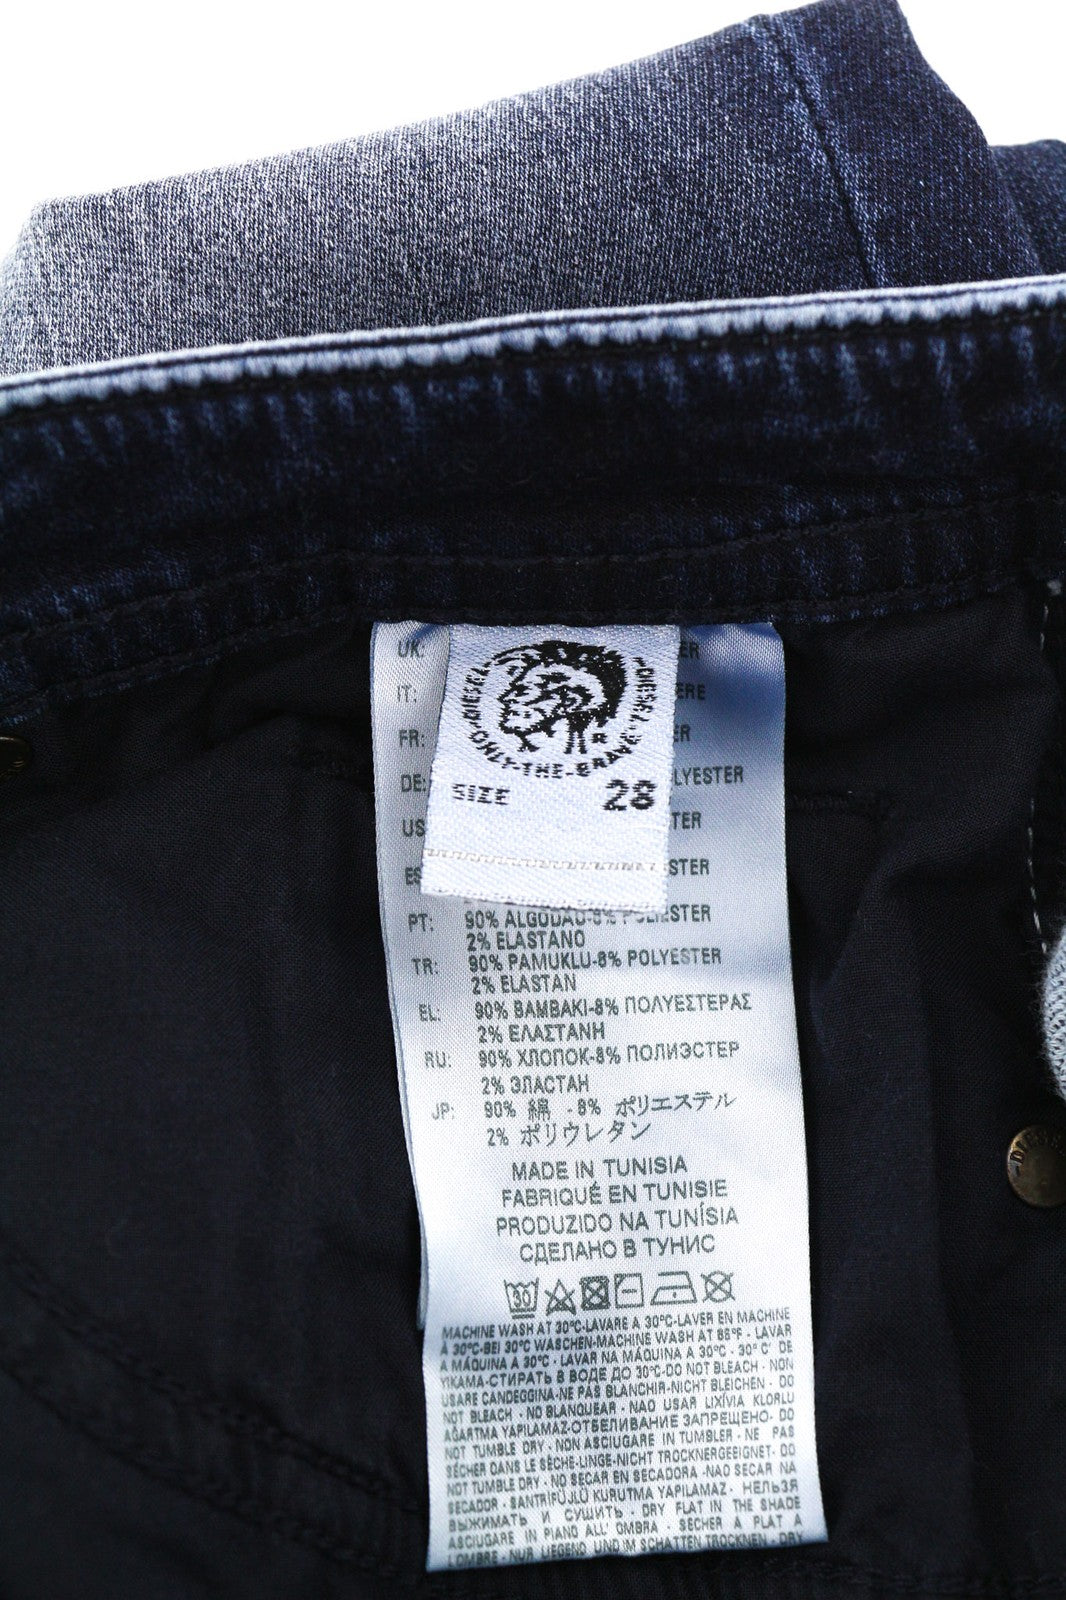 DIESEL
DIESEL
ONLY-THE-BRAVE
R
SIZE 28
UK:
IT:
FR:
DE: LYESTER
US
ES STER
PT: 90% ALGODAO-8% POLIESTER
2% ELASTANO
TR: 90% PAMUKLU-8% POLYESTER
2% ELASTAN
EL: 90% ΒΑΜΒΑΚΙ-8% ΠΟΛΥΕΣΤΕΡΑΣ
2% ΕΛΑΣΤΑΝΗ
RU: 90% ХЛОПОК-8% ПОЛИЭСТЕР
2% ЭЛАСТАН
JP: 90% 綿 -8% ポリエステル
2% ポリウレタン
MADE IN TUNISIA
FABRIQUÉ EN TUNISIE
PRODUZIDO NA TUNÍSIA
СДЕЛАНО В ТУНИС
30
MACHINE WASH AT 30°C-LAVARE A 30°C-LAVER EN MACHINE
À 30°C-BEI 30°C WASCHEN-MACHINE WASH AT 86°F - LAVAR
A MÁQUINA A 30°C - LAVAR NA MÁQUINA A 30°C - 30°C' DE
YIKAMA-СТИРАТЬ В ВОДЕ ДО 30°C-DO NOT BLEACH - NON
USARE CANDEGGINA-NE PAS BLANCHIR-NICHT BLEICHEN - DO
NOT BLEACH - NO BLANQUEAR - NAO USAR LIXÍVIA KLORLU
AĞARTMA YAPILAMAZ-ОТБЕЛИВАНИЕ ЗАПРЕЩЕНО- DO
NOT TUMBLE DRY - NON ASCIUGARE IN TUMBLER - NE PAS
SÉCHER DANS LE SÈCHE-LINGE-NICHT TROCKNERGEEIGNET - DO
NOT TUMBLE DRY - NO SECAR EN SECADORA - NAO SECAR NA
SECADOR - SANTRİFÜJLÜ KURUTMA YAPILAMAZ - НЕЛЬЗЯ
ВЫЖИМАТЬ И СУШИТЬ - DRY FLAT IN THE SHADE
ASCIUGARE IN PIANO ALL' OMBRA - SÉCHER À PLAT A
L'OMBRE - NUR LIEGEND UND IM SCHATTEN TROCKNEN - DRY
DIESEL